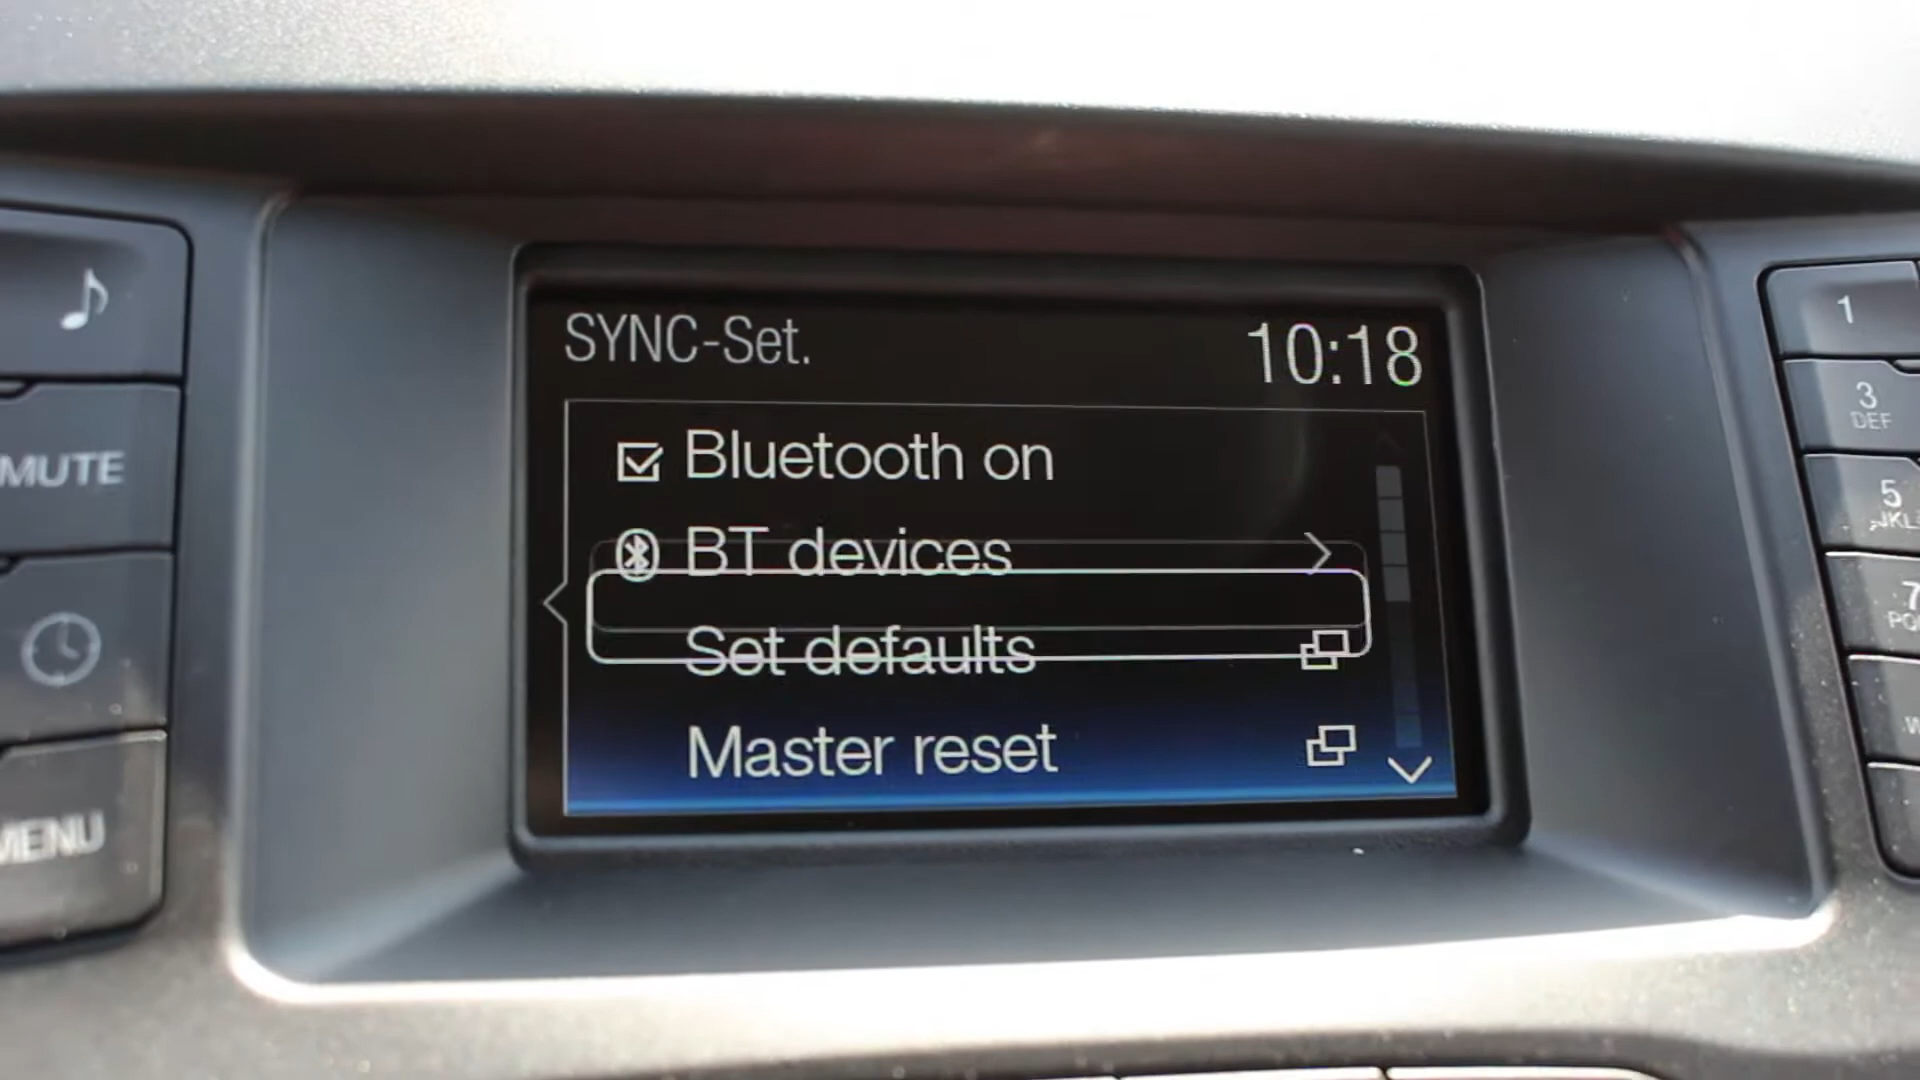 SYNC-Set.
10:18
Bluetooth on
BT devices
Set defaults
Master reset
MUTE
MENU
1
3
DEF
5
JKL
7